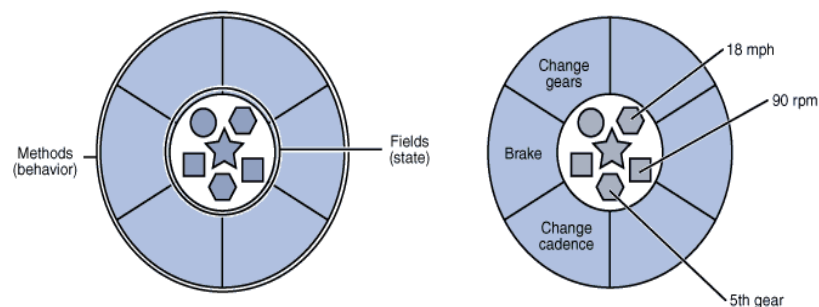 Methods
(behavior)
Fields
(state)
Change
gears
Brake
Change
cadence
18 mph
90 rpm
5th gear